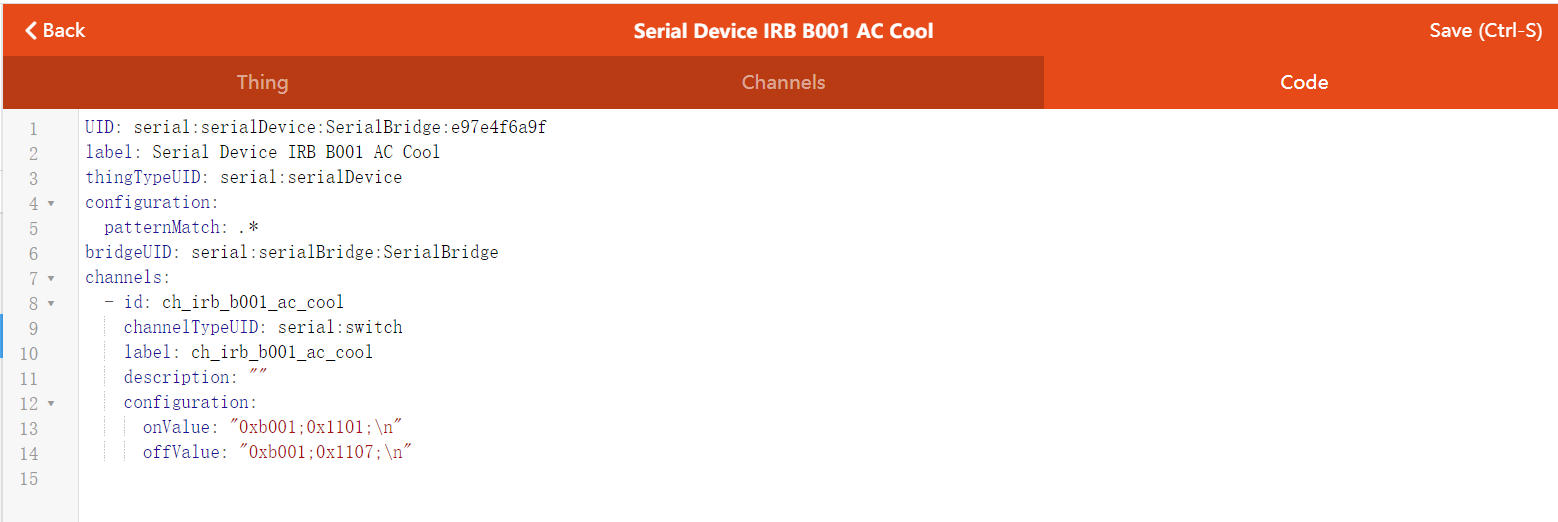 Back
Serial Device IRB B001 AC Cool
Save (Ctrl-S)
Thing
Channels
Code
1 UID: serial:serialDevice:SerialBridge:e97e4f6a9f
2 label: Serial Device IRB B001 AC Cool
3 thingTypeUID: serial:serialDevice
4 configuration:
5 patternMatch: .*
6 bridgeUID: serial:serialBridge:SerialBridge
7 channels:
8 - id: ch_irb_b001_ac_cool
9 channelTypeUID: serial:switch
10 label: ch_irb_b001_ac_cool
11 description: ""
12 configuration:
13 onValue: "0xb001;0x1101;\n"
14 offValue: "0xb001;0x1107;\n"
15